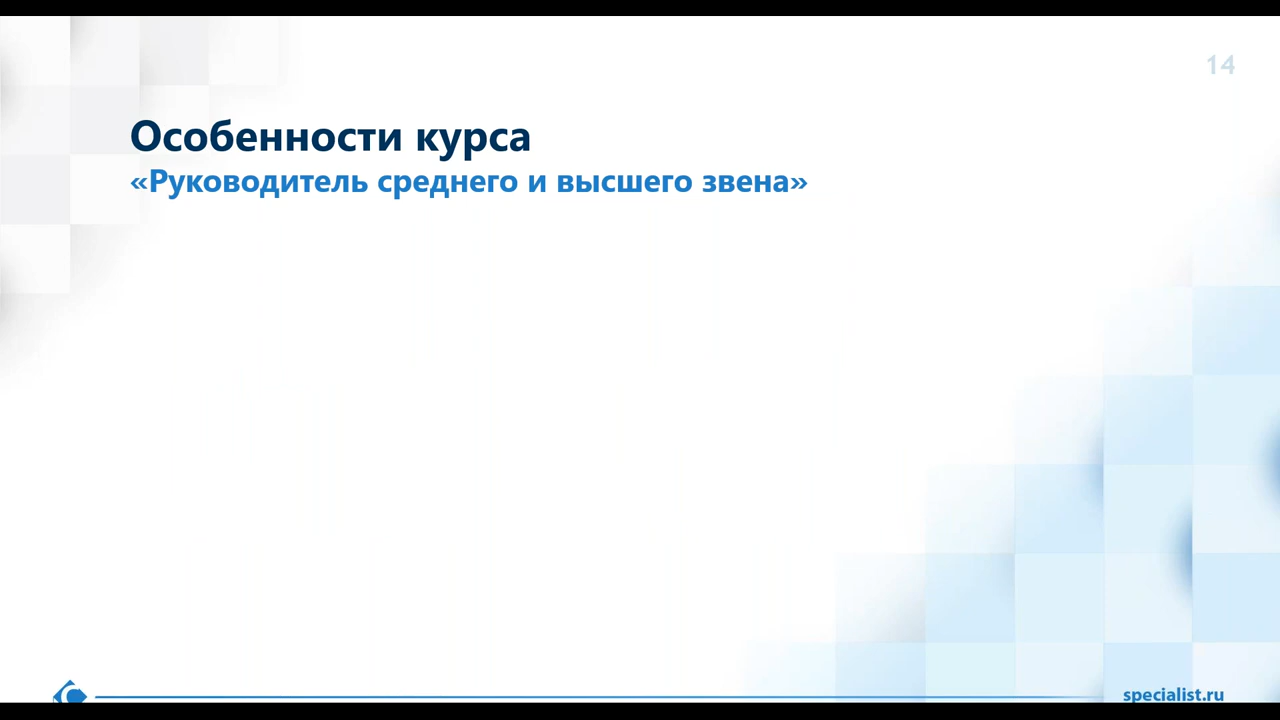 14
Особенности курса
«Руководитель среднего и высшего звена»
specialist.ru